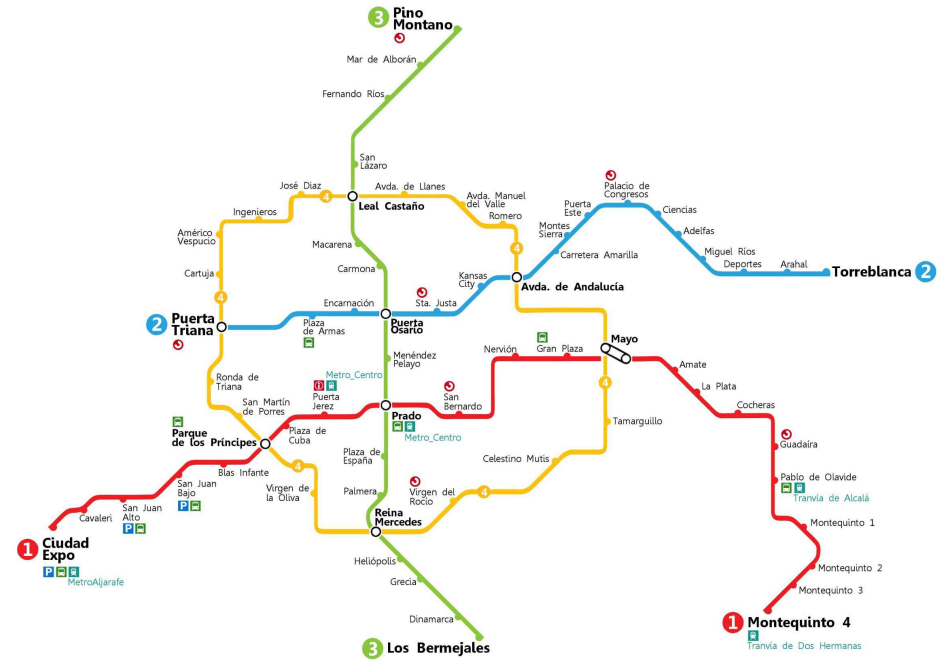 3 Pino
Montano
Mar de Alborán
Fernando Ríos
San
Lázaro
José Diaz
4
Avda. de Llanes
Leal Castaño
Avda. Manuel
del Valle
Romero
Ingenieros
Américo
Vespucio
Cartuja
4
Macarena
Carmona
4
Palacio de
Congresos
Puerta
Este
Montes
Sierra
Ciencias
Adelfas
Carretera Amarilla
Miguel Ríos
Deportes
Arahal
Torreblanca 2
Kansas
City
Avda. de Andalucía
2 Puerta
Triana
Encarnación
Plaza
de Armas
Sta. Justa
Puerta
Osario
Menéndez
Pelayo
Nervión
Gran Plaza
Mayo
Amate
La Plata
Cocheras
4
Ronda de
Triana
Metro_Centro
Puerta
Jerez
San
Bernardo
San Martín
de Porres
Prado
Metro_Centro
Plaza de
Cuba
Parque
de los Príncipes
Tamarguillo
Guadaíra
Plaza de
España
Celestino Mutis
Blas Infante
4
San Juan
Bajo
P
Virgen de
la Oliva
Palmera
Virgen del
Rocío
4
Pablo de Olavide
Tranvía de Alcalá
San Juan
Alto
P
Cavaleri
Reina
Mercedes
Montequinto 1
1 Ciudad
Expo
P
MetroAljarafe
Heliópolis
Grecia
Montequinto 2
Montequinto 3
Dinamarca
1 Montequinto 4
Tranvía de Dos Hermanas
3 Los Bermejales